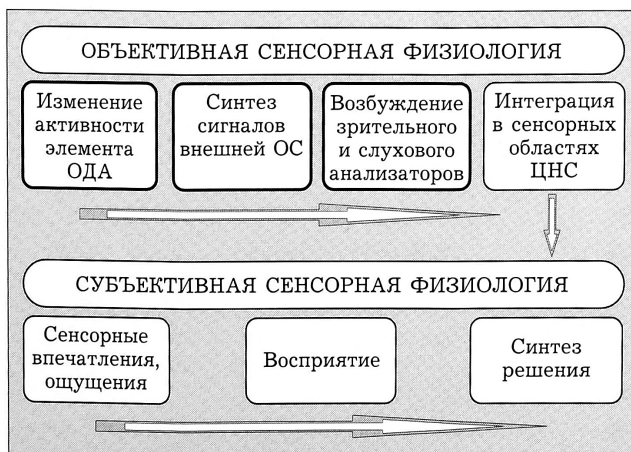 ОБЪЕКТИВНАЯ СЕНСОРНАЯ ФИЗИОЛОГИЯ
Изменение
активности
элемента
ОДА
Синтез
сигналов
внешней ОС
Возбуждение
зрительного
и слухового
анализаторов
Интеграция
в сенсорных
областях
ЦНС
СУБЪЕКТИВНАЯ СЕНСОРНАЯ ФИЗИОЛОГИЯ
Сенсорные
впечатления,
ощущения
Восприятие
Синтез
решения